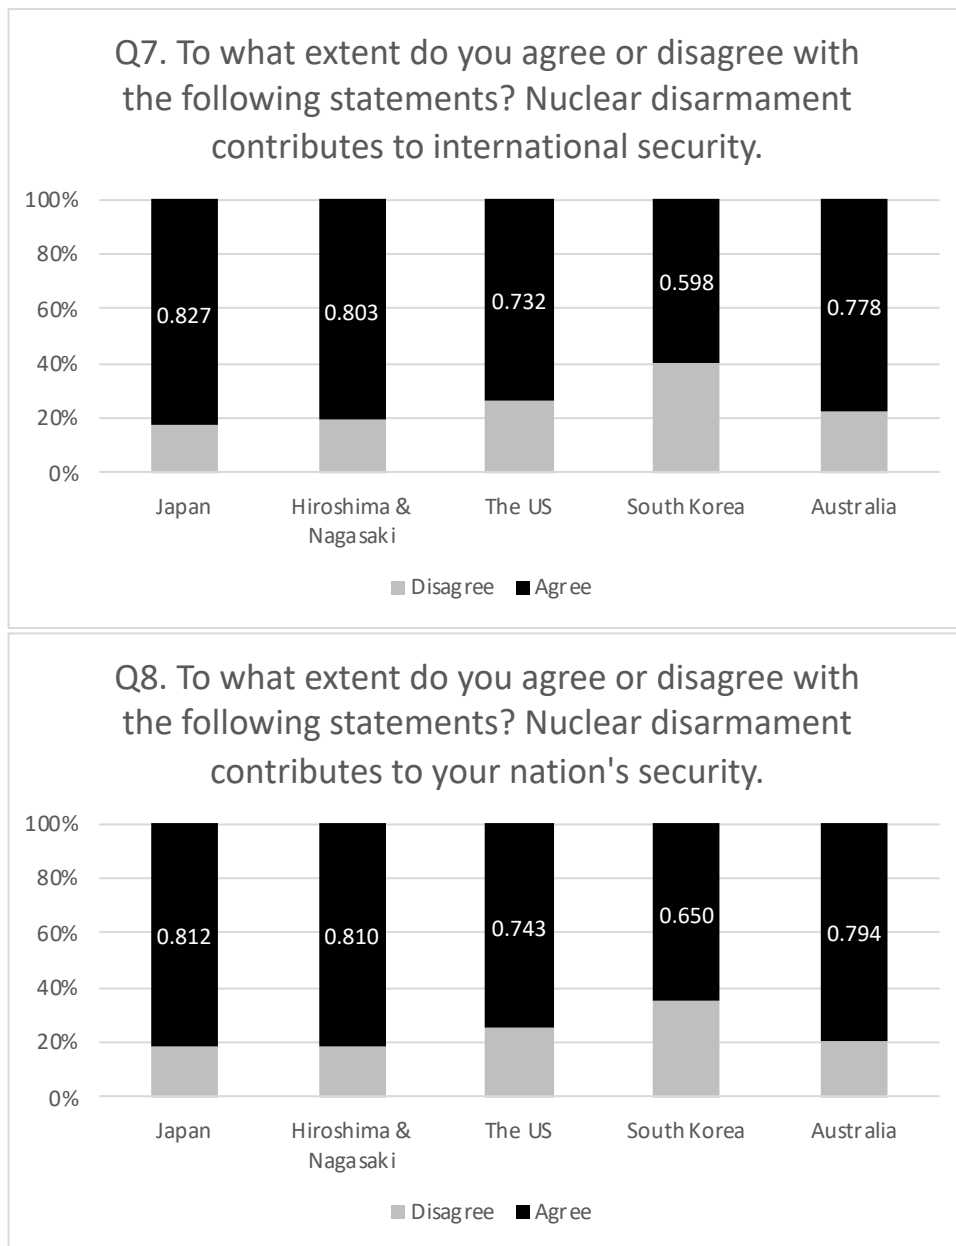 Q7. To what extent do you agree or disagree with
the following statements? Nuclear disarmament
contributes to international security.
100%
80%
60%
40%
20%
0%
0.827
0.803
0.732
0.598
0.778
Japan
Hiroshima &
Nagasaki
The US
South Korea
Australia
Disagree
Agree
Q8. To what extent do you agree or disagree with
the following statements? Nuclear disarmament
contributes to your nation's security.
100%
80%
60%
40%
20%
0%
0.812
0.810
0.743
0.650
0.794
Japan
Hiroshima &
Nagasaki
The US
South Korea
Australia
Disagree
Agree